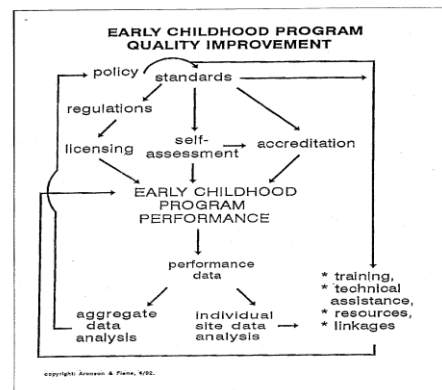 EARLY CHILDHOOD PROGRAM
QUALITY IMPROVEMENT
policy
standards
regulations
licensing
self-
assessment
accreditation
EARLY CHILDHOOD
PROGRAM
PERFORMANCE
performance
data
aggregate
data
analysis
individual
site data
analysis
* training,
* technical
assistance,
* resources,
* linkages
copyright: Aronson & Fiene, 4/92.